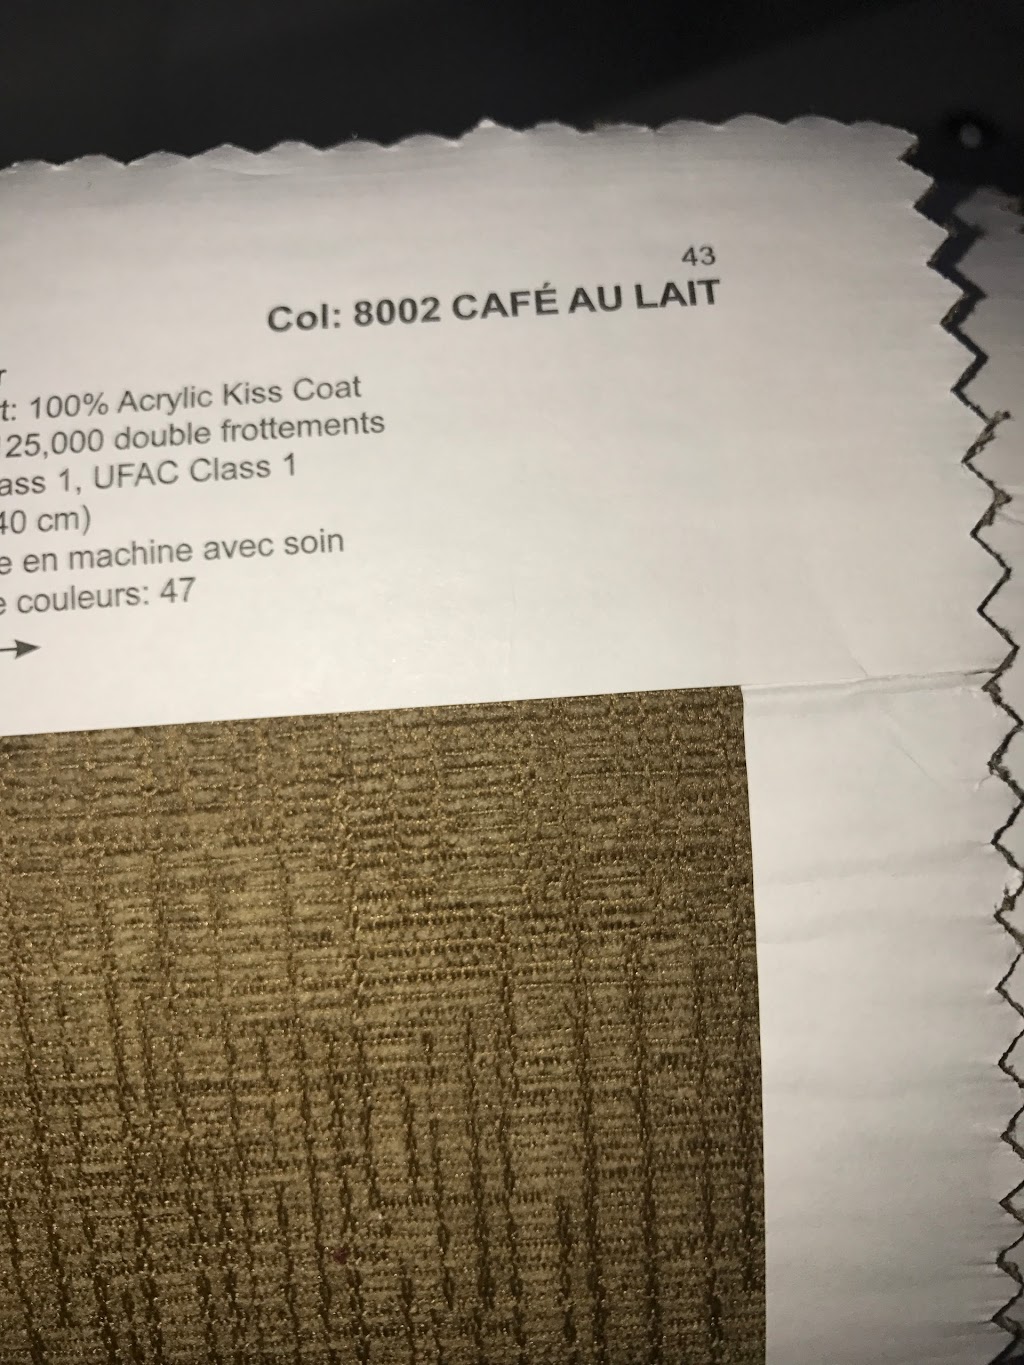 43
Col: 8002 CAFÉ AU LAIT
t: 100% Acrylic Kiss Coat
25,000 double frottements
ass 1, UFAC Class 1
40 cm)
e en machine avec soin
e couleurs: 47